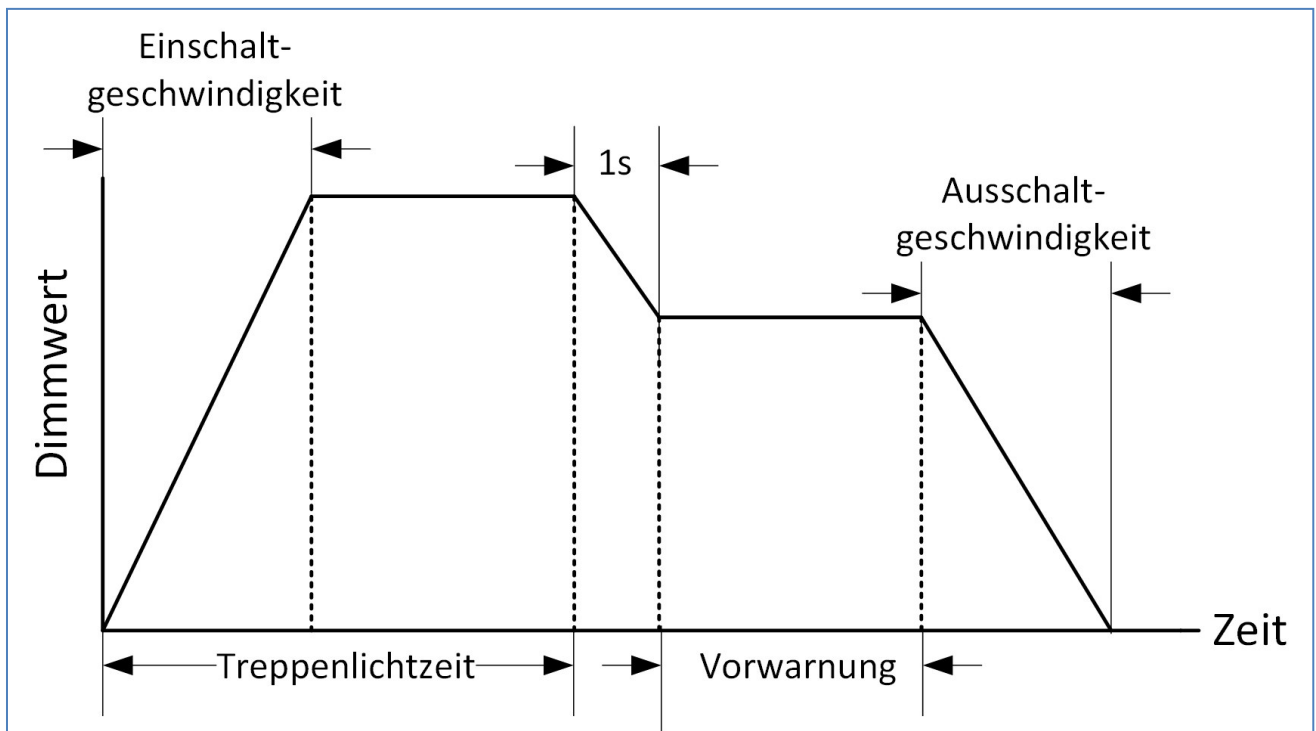 Einschalt-
geschwindigkeit
1s
Ausschalt-
geschwindigkeit
Dimmwert
Zeit
Treppenlichtzeit
Vorwarnung